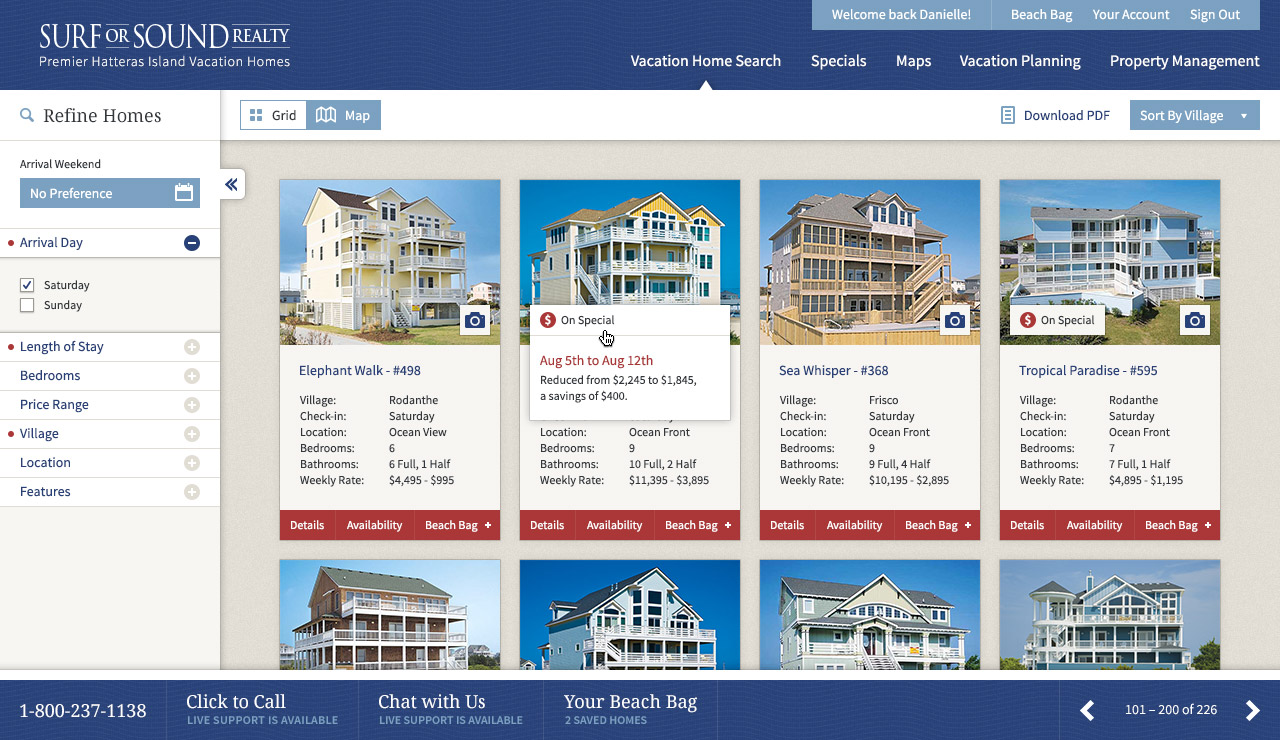 Welcome back Danielle!
Beach Bag
Your Account
Sign Out
SURF OR SOUND REALTY
Premier Hatteras Island Vacation Homes
Vacation Home Search
Specials
Maps
Vacation Planning
Property Management
Refine Homes
Grid
Map
Download PDF
Sort By Village
Arrival Weekend
No Preference
Arrival Day
Saturday
Sunday
Length of Stay
Bedrooms
Price Range
Village
Location
Features
Elephant Walk - #498
Village: Rodanthe
Check-in: Saturday
Location: Ocean View
Bedrooms: 6
Bathrooms: 6 Full, 1 Half
Weekly Rate: $4,495 - $995
Details
Availability
Beach Bag +
$ On Special
Aug 5th to Aug 12th
Reduced from $2,245 to $1,845,
a savings of $400.
Location: Ocean Front
Bedrooms: 9
Bathrooms: 10 Full, 2 Half
Weekly Rate: $11,395 - $3,895
Details
Availability
Beach Bag +
Sea Whisper - #368
Village: Frisco
Check-in: Saturday
Location: Ocean Front
Bedrooms: 9
Bathrooms: 9 Full, 4 Half
Weekly Rate: $10,195 - $2,895
Details
Availability
Beach Bag +
$ On Special
Tropical Paradise - #595
Village: Rodanthe
Check-in: Saturday
Location: Ocean Front
Bedrooms: 7
Bathrooms: 7 Full, 1 Half
Weekly Rate: $4,895 - $1,195
Details
Availability
Beach Bag +
1-800-237-1138
Click to Call
LIVE SUPPORT IS AVAILABLE
Chat with Us
LIVE SUPPORT IS AVAILABLE
Your Beach Bag
2 SAVED HOMES
101 – 200 of 226